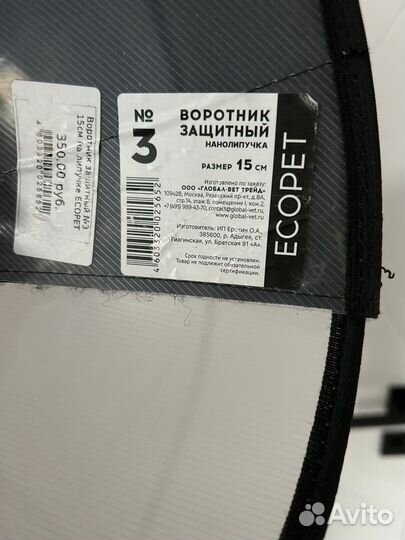 №
3
ВОРОТНИК
ЗАЩИТНЫЙ
НАНОЛИПУЧКА
РАЗМЕР 15 СМ
Изготовлено по заказу:
ООО «ГЛОБАЛ-ВЕТ ТРЕЙД»
109428, Москва, Рязанский пр-кт, д.8А,
стр.14, этаж 8, помещение I, ком.2,
+7 (499) 989-43-70, contact@global-vet.ru,
www.global-vet.ru
Изготовитель: ИП
385600, р. Адыгея, ст.
Гиагинская, ул. Братская 91 «А».
Срок годности не установлен.
Товар не подлежит обязательной
сертификации.
4603320025652
ECOPET
Воротник защитный №3
15см на липучке ECOPET
4603320025652
350,00 руб.
Avito